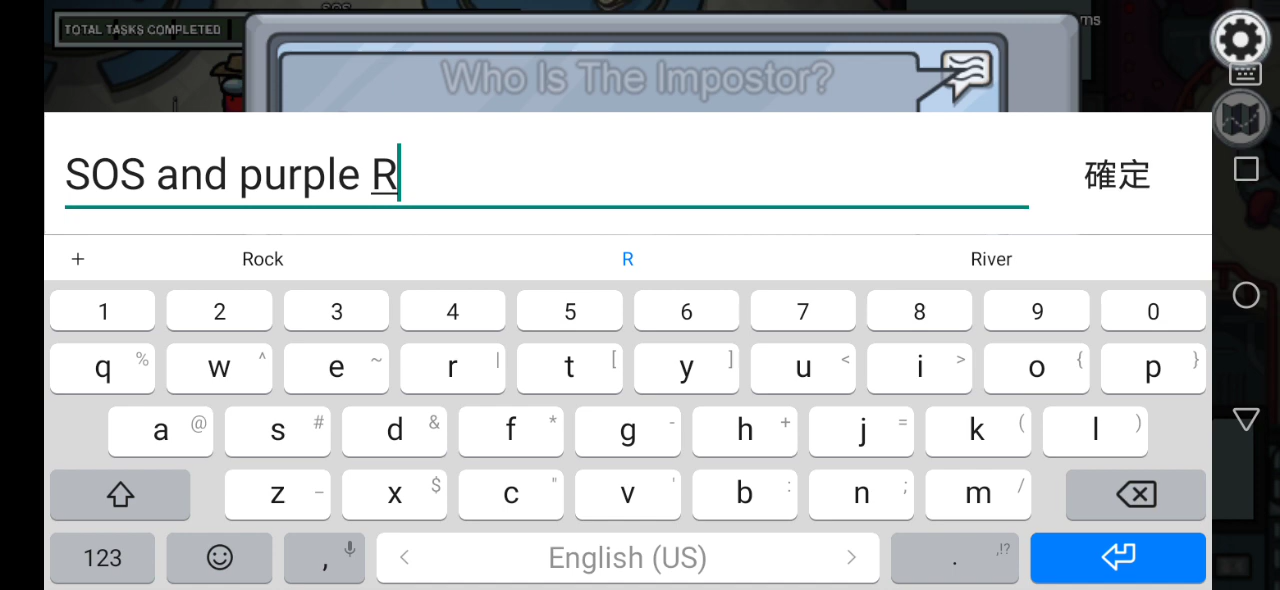 SOS
TOTAL TASKS COMPLETED
ms
Who Is The Impostor?
SOS and purple R
確定
+ Rock R River
1 2 3 4 5 6 7 8 9 0
q % w ^ e ~ r | t [ y ] u < i > o { p }
a @ s # d & f * g - h + j = k ( l )
z _ x $ c " v ' b : n ; m /
123 , < English (US) > . ,!?